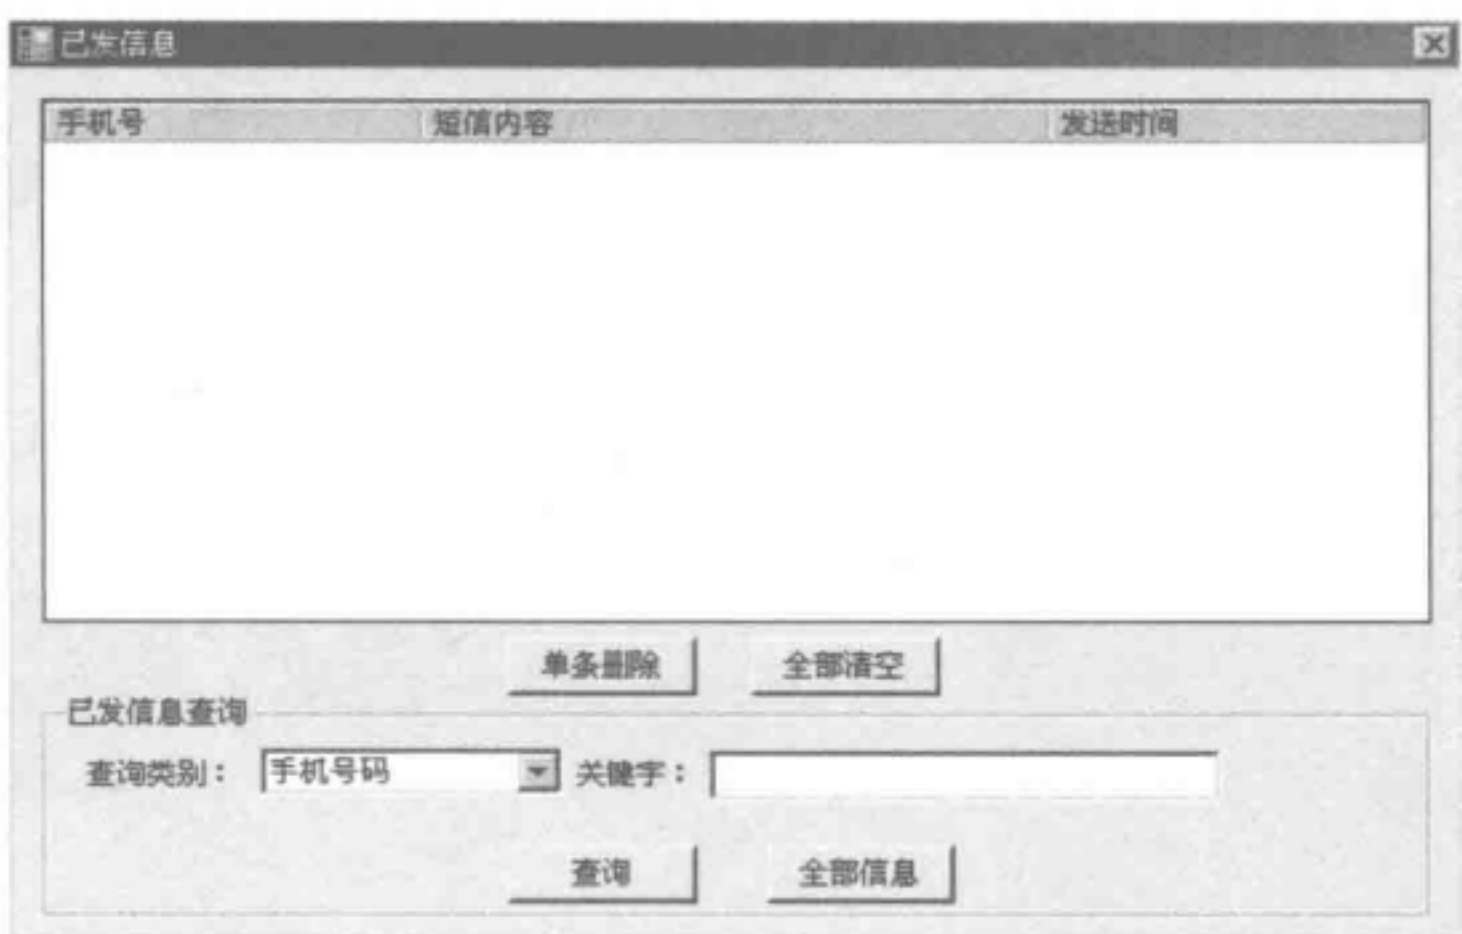 已发信息
手机号 短信内容 发送时间
单条删除 全部清空
已发信息查询
查询类别： 手机号码 关键字：
查询 全部信息